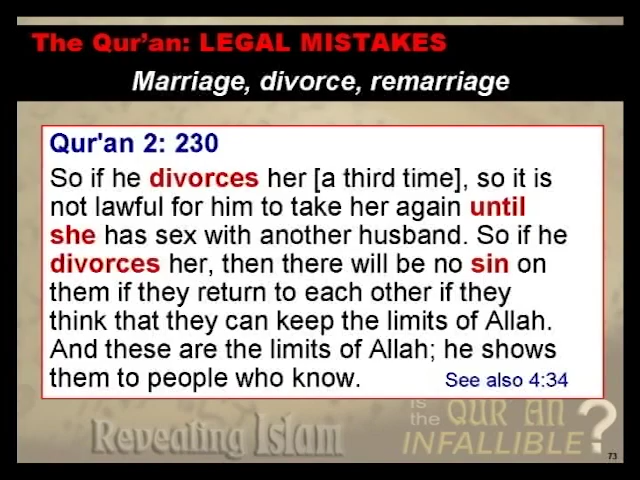 The Qur’an: LEGAL MISTAKES
Marriage, divorce, remarriage
Qur'an 2: 230
So if he divorces her [a third time], so it is
not lawful for him to take her again until
she has sex with another husband. So if he
divorces her, then there will be no sin on
them if they return to each other if they
think that they can keep the limits of Allah.
And these are the limits of Allah; he shows
them to people who know.
See also 4:34
Revealing Islam
is
the QUR'AN
INFALLIBLE?
73